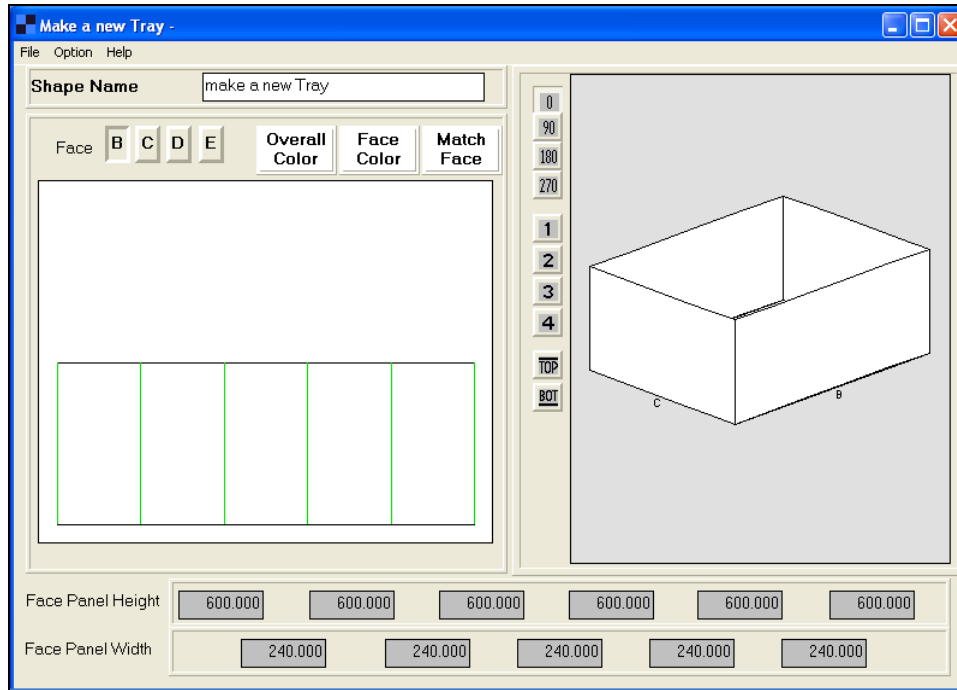 Make a new Tray -
File Option Help
Shape Name make a new Tray
Face B C D E Overall Color Face Color Match Face
0
90
180
270
1
2
3
4
TOP
BOT
C B
Face Panel Height 600.000 600.000 600.000 600.000 600.000 600.000
Face Panel Width 240.000 240.000 240.000 240.000 240.000